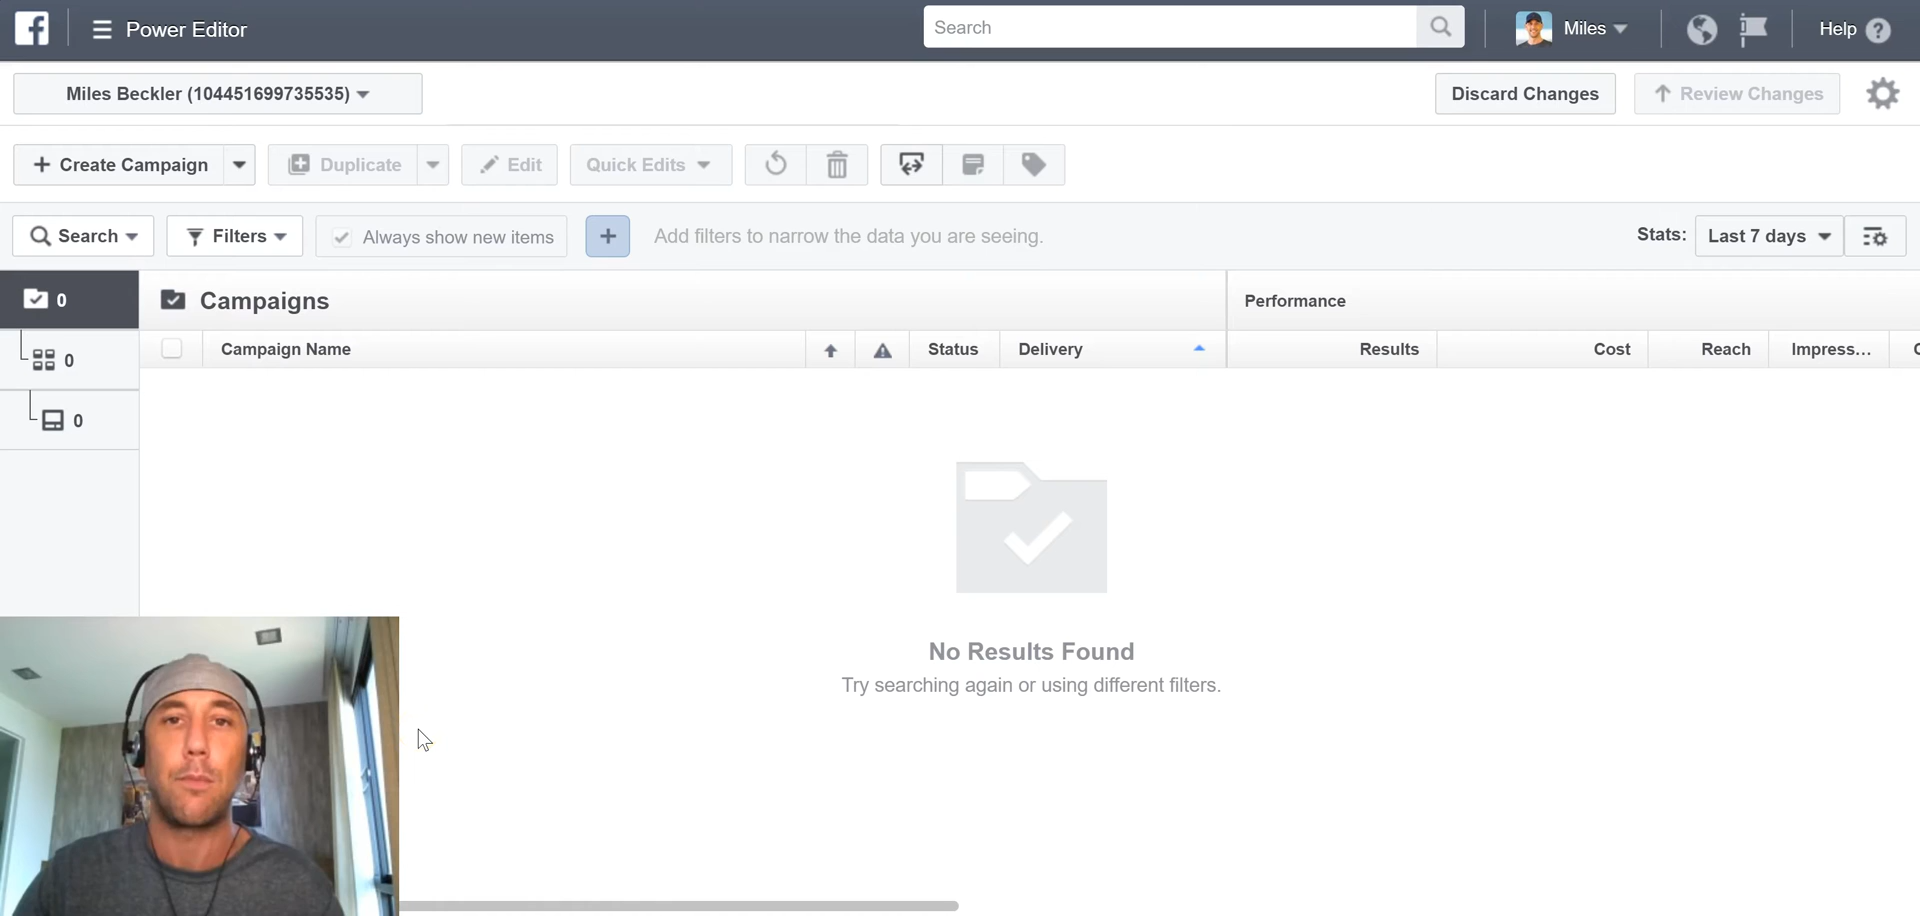 f Power Editor Search Miles Help ?
Miles Beckler (104451699735535) Discard Changes Review Changes
+ Create Campaign Duplicate Edit Quick Edits
Search Filters Always show new items + Add filters to narrow the data you are seeing. Stats: Last 7 days
0 Campaigns Performance
Campaign Name Status Delivery Results Cost Reach Impress...
0
0
No Results Found
Try searching again or using different filters.